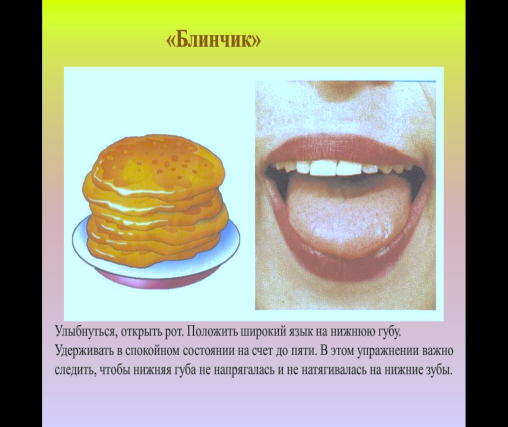 «Блинчик»
Улыбнуться, открыть рот. Положить широкий язык на нижнюю губу.
Удерживать в спокойном состоянии на счет до пяти. В этом упражнении важно
следить, чтобы нижняя губа не напрягалась и не натягивалась на нижние зубы.